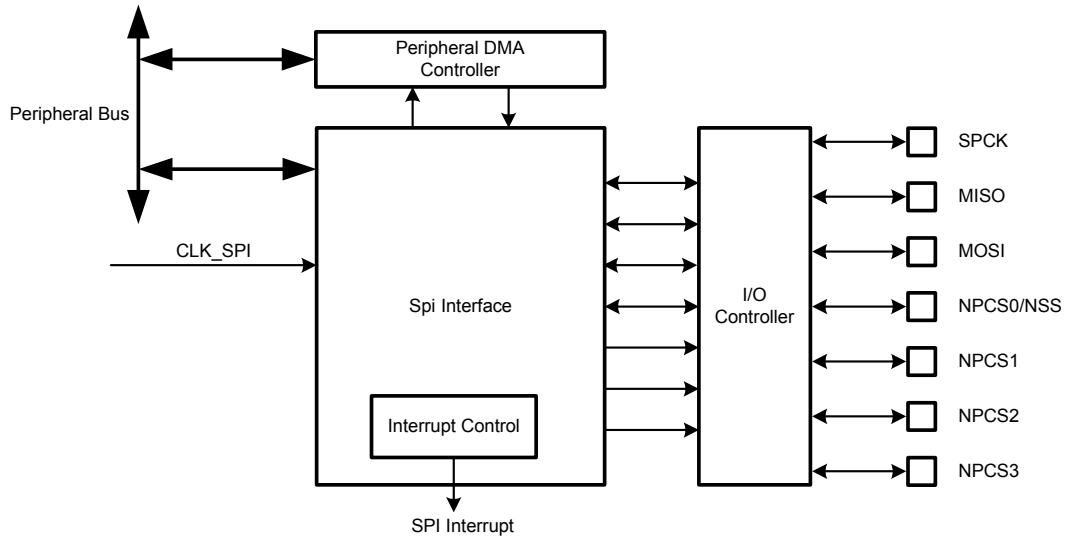 Peripheral DMA
Controller
Peripheral Bus
CLK_SPI
Spi Interface
Interrupt Control
SPI Interrupt
I/O
Controller
SPCK
MISO
MOSI
NPCS0/NSS
NPCS1
NPCS2
NPCS3